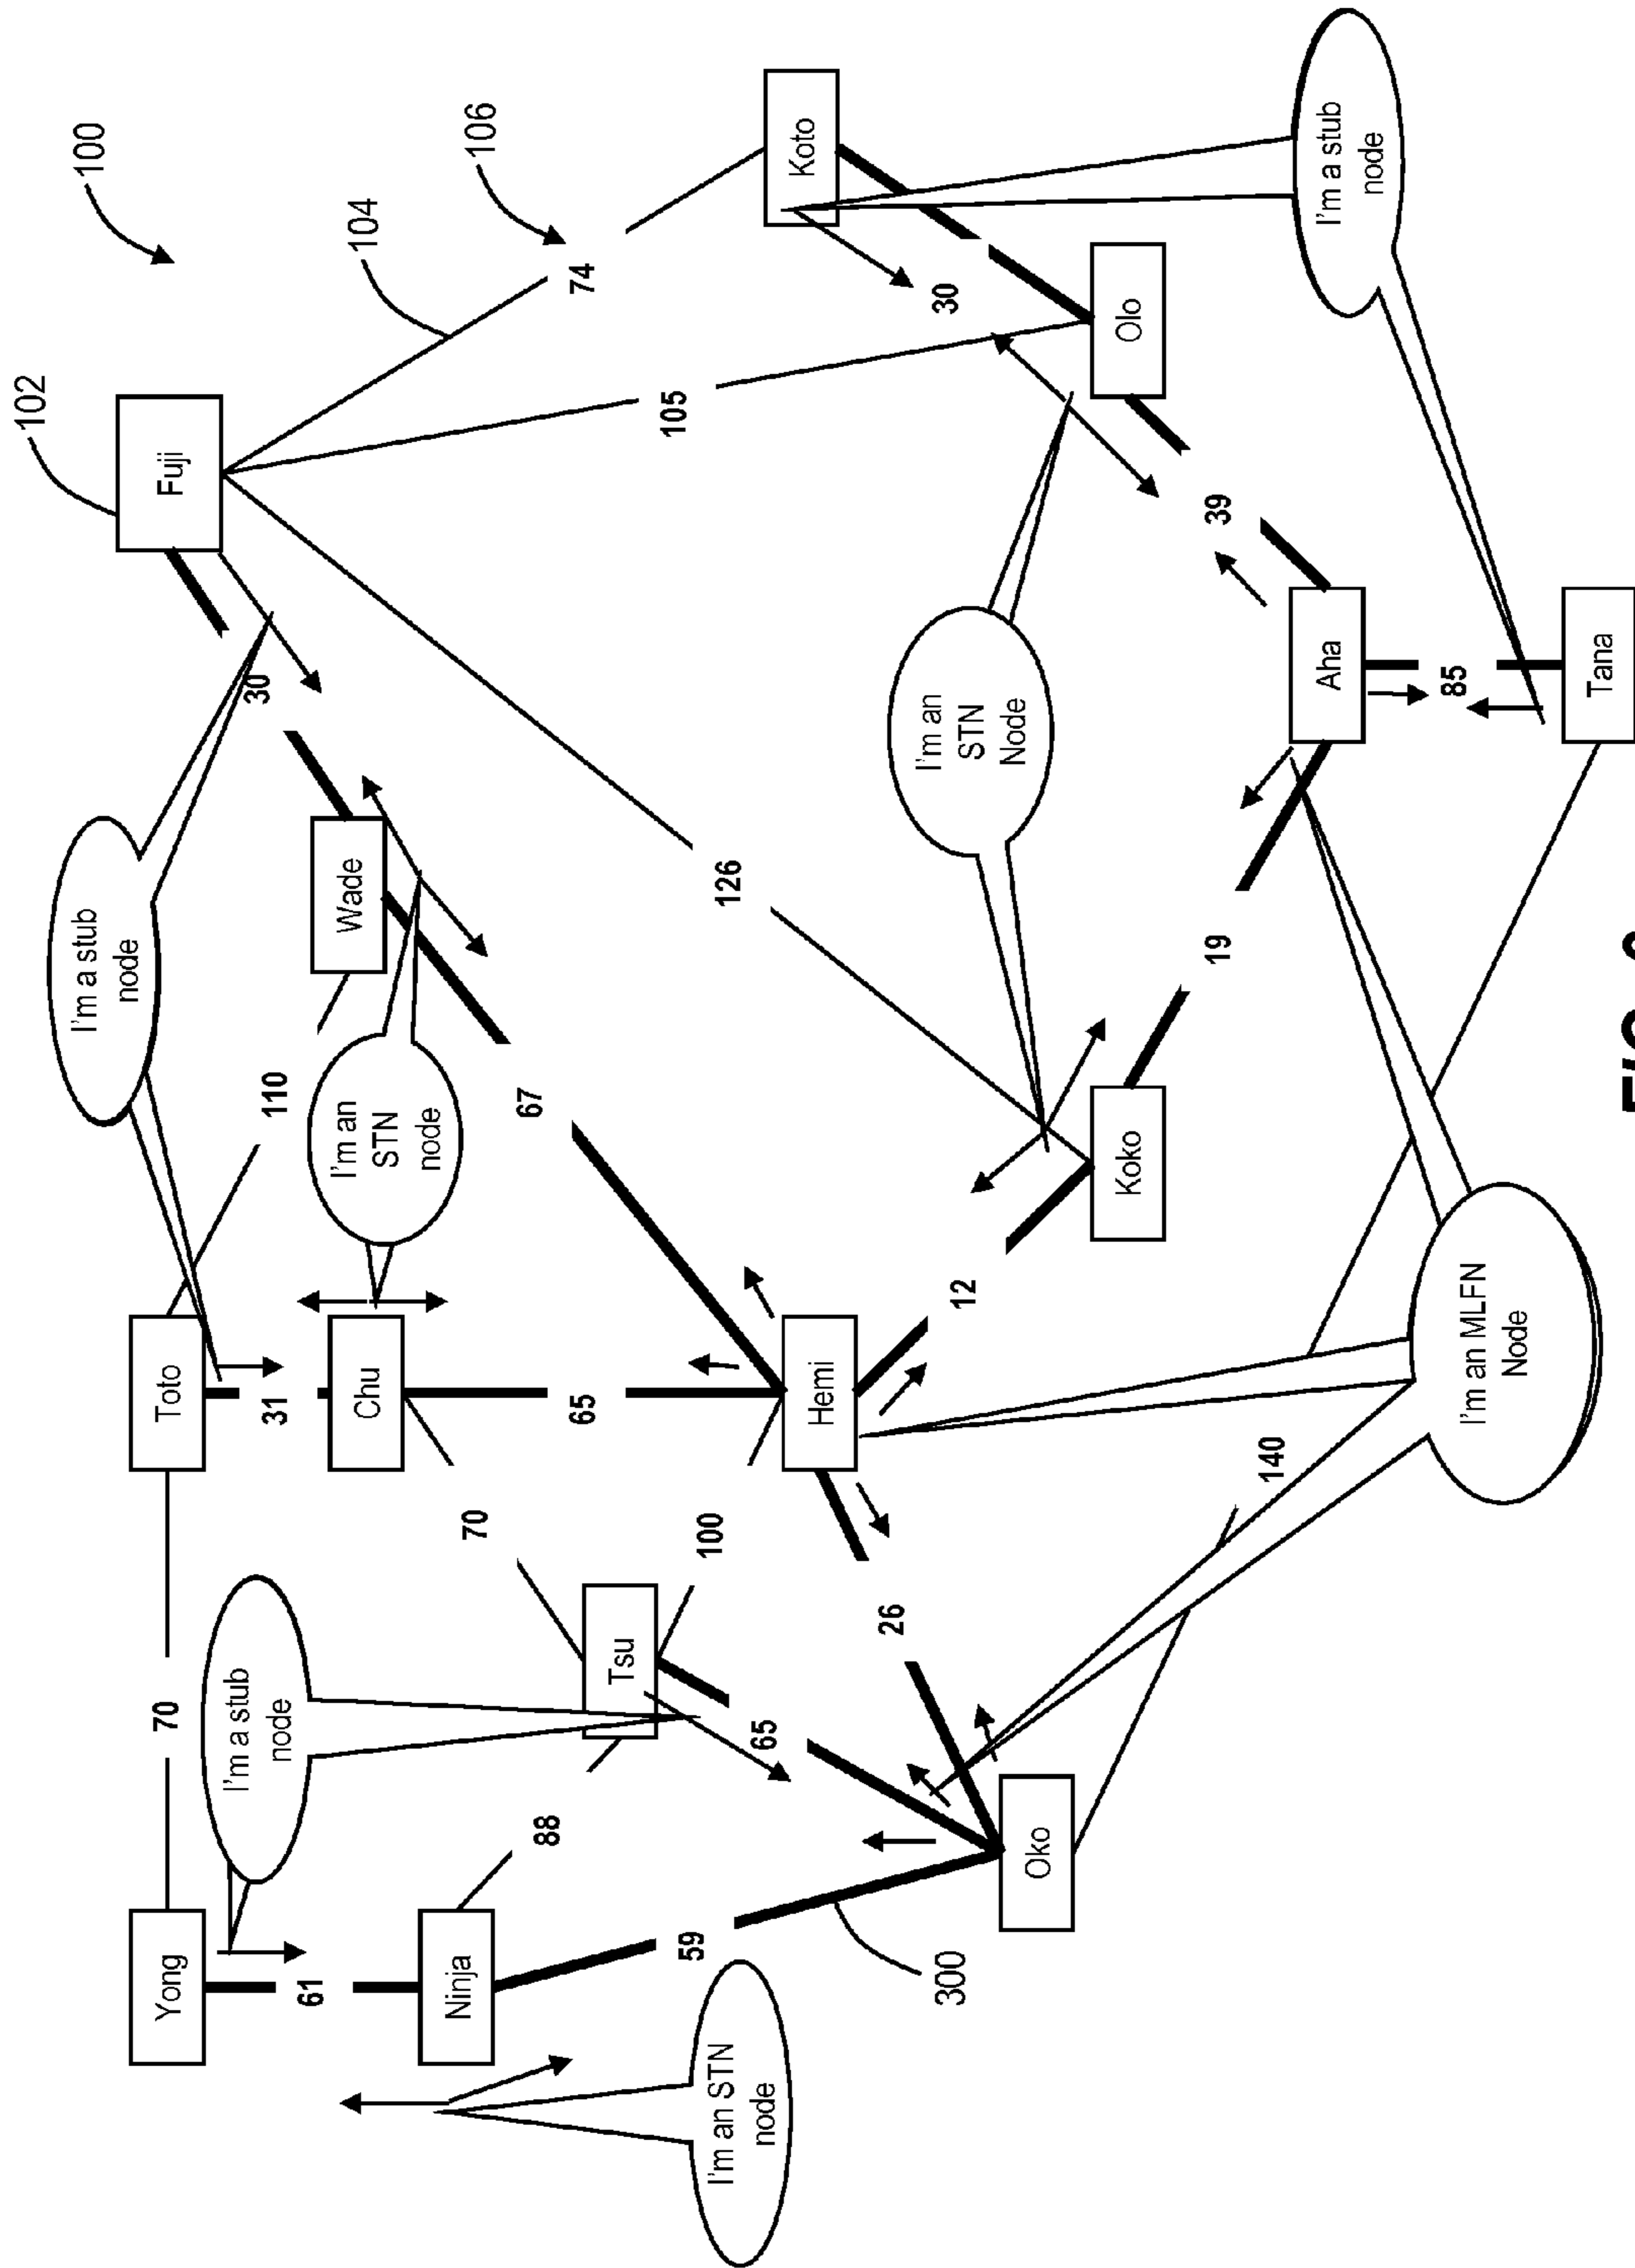 I'm a stub
node
102
100
Yong
70
Toto
Fuji
I'm a stub
node
30
31
61
110
104
Chu
I'm an
STN
node
Wade
Ninja
70
106
67
88
65
74
Tsu
59
100
105
I'm an STN
node
65
126
Koto
Hemi
26
300
12
30
I'm an
STN
Node
Oko
Koko
Olo
19
39
140
Aha
I'm a stub
node
85
I'm an MLFN
Node
Tana